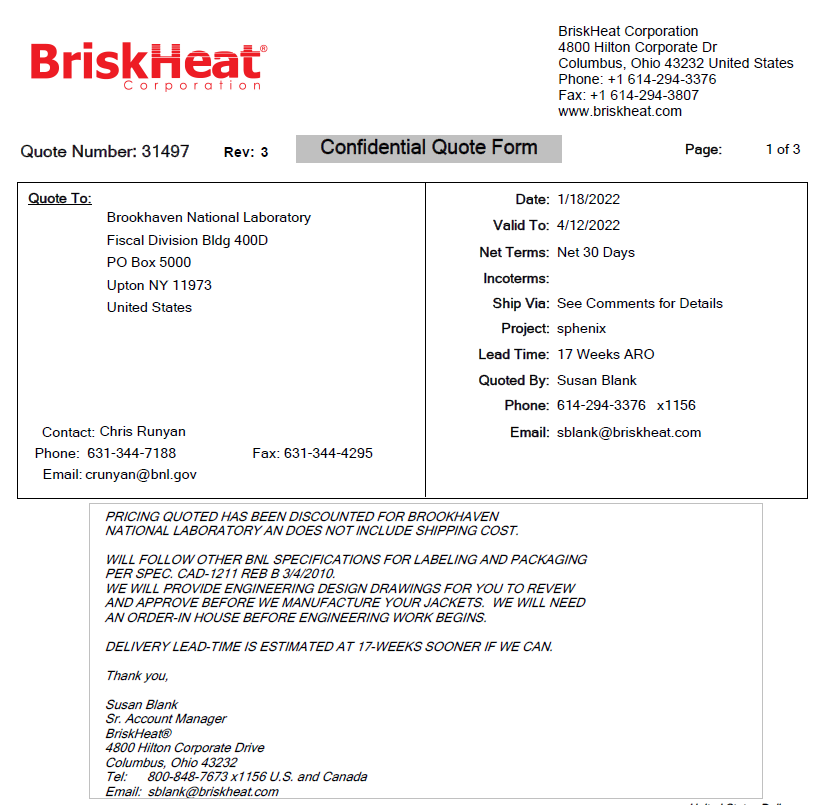 BriskHeat®
Corporation
BriskHeat Corporation
4800 Hilton Corporate Dr
Columbus, Ohio 43232 United States
Phone: +1 614-294-3376
Fax: +1 614-294-3807
www.briskheat.com
Quote Number: 31497 Rev: 3 Confidential Quote Form Page: 1 of 3
Quote To:
Brookhaven National Laboratory
Fiscal Division Bldg 400D
PO Box 5000
Upton NY 11973
United States
Contact: Chris Runyan
Phone: 631-344-7188 Fax: 631-344-4295
Email: crunyan@bnl.gov
Date: 1/18/2022
Valid To: 4/12/2022
Net Terms: Net 30 Days
Incoterms:
Ship Via: See Comments for Details
Project: sphenix
Lead Time: 17 Weeks ARO
Quoted By: Susan Blank
Phone: 614-294-3376 x1156
Email: sblank@briskheat.com
PRICING QUOTED HAS BEEN DISCOUNTED FOR BROOKHAVEN
NATIONAL LABORATORY AN DOES NOT INCLUDE SHIPPING COST.
WILL FOLLOW OTHER BNL SPECIFICATIONS FOR LABELING AND PACKAGING
PER SPEC. CAD-1211 REB B 3/4/2010.
WE WILL PROVIDE ENGINEERING DESIGN DRAWINGS FOR YOU TO REVEW
AND APPROVE BEFORE WE MANUFACTURE YOUR JACKETS. WE WILL NEED
AN ORDER-IN HOUSE BEFORE ENGINEERING WORK BEGINS.
DELIVERY LEAD-TIME IS ESTIMATED AT 17-WEEKS SOONER IF WE CAN.
Thank you,
Susan Blank
Sr. Account Manager
BriskHeat®
4800 Hilton Corporate Drive
Columbus, Ohio 43232
Tel: 800-848-7673 x1156 U.S. and Canada
Email: sblank@briskheat.com